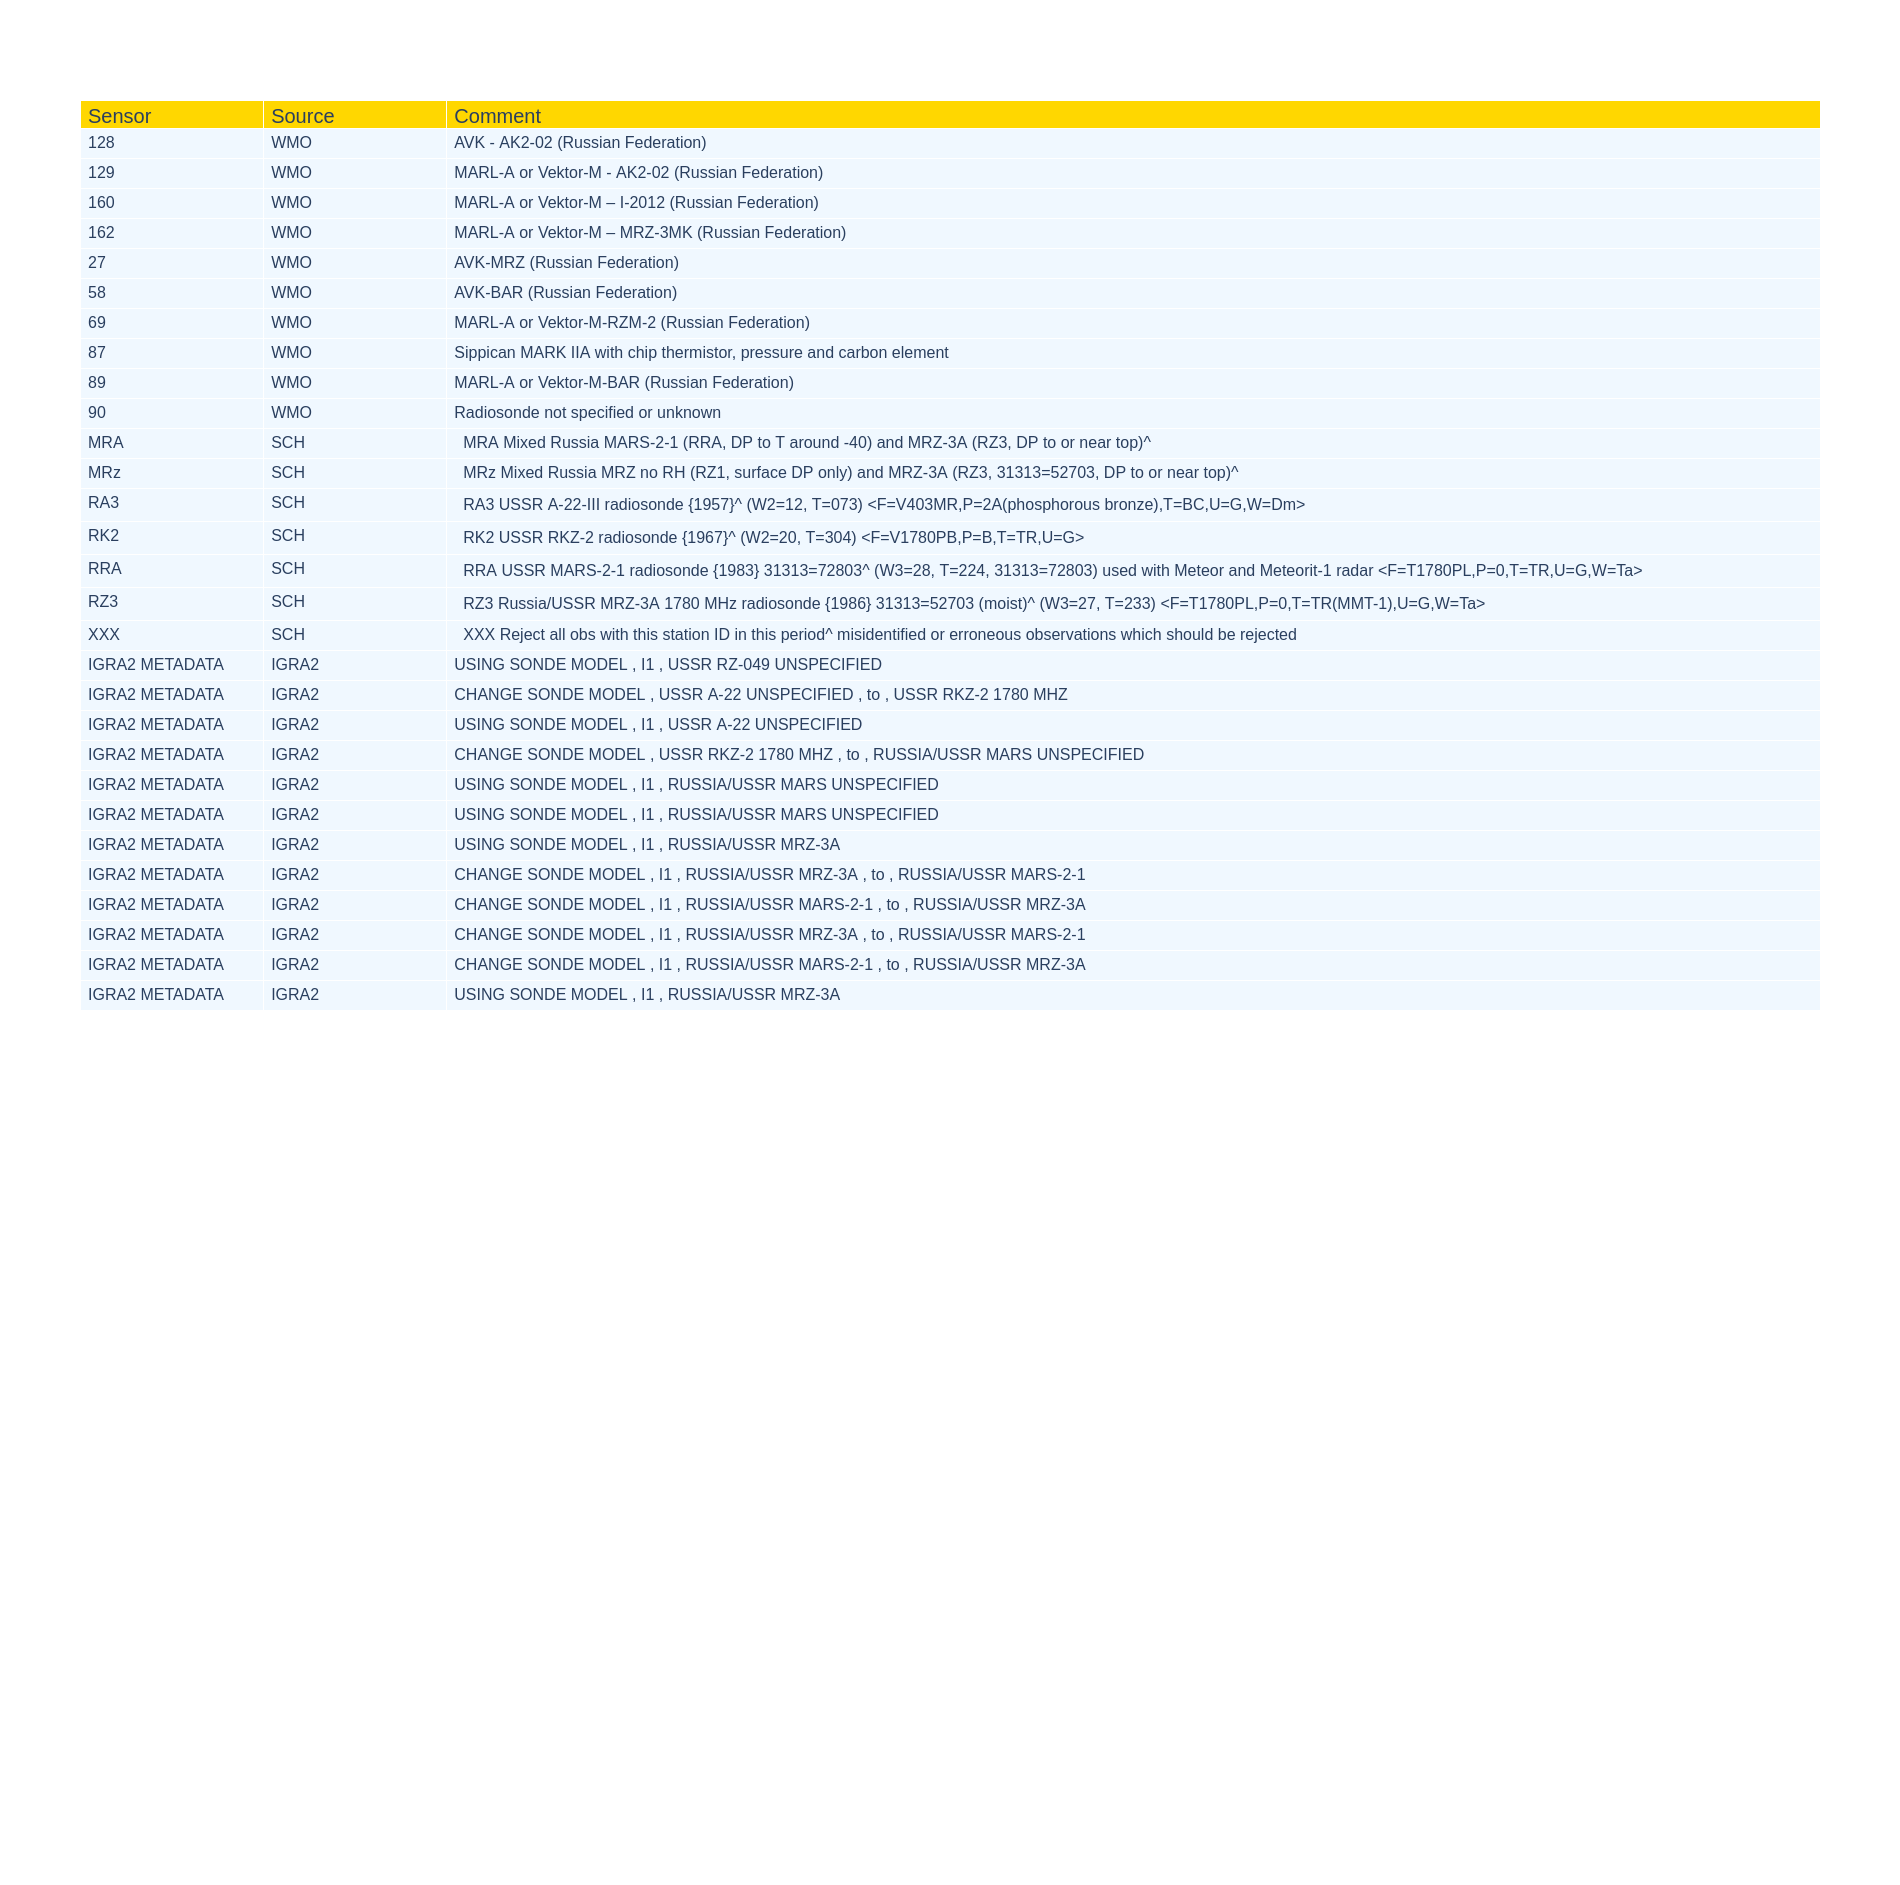 Sensor Source Comment
128 WMO AVK - AK2-02 (Russian Federation)
129 WMO MARL-A or Vektor-M - AK2-02 (Russian Federation)
160 WMO MARL-A or Vektor-M – I-2012 (Russian Federation)
162 WMO MARL-A or Vektor-M – MRZ-3MK (Russian Federation)
27 WMO AVK-MRZ (Russian Federation)
58 WMO AVK-BAR (Russian Federation)
69 WMO MARL-A or Vektor-M-RZM-2 (Russian Federation)
87 WMO Sippican MARK IIA with chip thermistor, pressure and carbon element
89 WMO MARL-A or Vektor-M-BAR (Russian Federation)
90 WMO Radiosonde not specified or unknown
MRA SCH MRA Mixed Russia MARS-2-1 (RRA, DP to T around -40) and MRZ-3A (RZ3, DP to or near top)^
MRz SCH MRz Mixed Russia MRZ no RH (RZ1, surface DP only) and MRZ-3A (RZ3, 31313=52703, DP to or near top)^
RA3 SCH RA3 USSR A-22-III radiosonde {1957}^ (W2=12, T=073) <F=V403MR,P=2A(phosphorous bronze),T=BC,U=G,W=Dm>
RK2 SCH RK2 USSR RKZ-2 radiosonde {1967}^ (W2=20, T=304) <F=V1780PB,P=B,T=TR,U=G>
RRA SCH RRA USSR MARS-2-1 radiosonde {1983} 31313=72803^ (W3=28, T=224, 31313=72803) used with Meteor and Meteorit-1 radar <F=T1780PL,P=0,T=TR,U=G,W=Ta>
RZ3 SCH RZ3 Russia/USSR MRZ-3A 1780 MHz radiosonde {1986} 31313=52703 (moist)^ (W3=27, T=233) <F=T1780PL,P=0,T=TR(MMT-1),U=G,W=Ta>
XXX SCH XXX Reject all obs with this station ID in this period^ misidentified or erroneous observations which should be rejected
IGRA2 METADATA IGRA2 USING SONDE MODEL , I1 , USSR RZ-049 UNSPECIFIED
IGRA2 METADATA IGRA2 CHANGE SONDE MODEL , USSR A-22 UNSPECIFIED , to , USSR RKZ-2 1780 MHZ
IGRA2 METADATA IGRA2 USING SONDE MODEL , I1 , USSR A-22 UNSPECIFIED
IGRA2 METADATA IGRA2 CHANGE SONDE MODEL , USSR RKZ-2 1780 MHZ , to , RUSSIA/USSR MARS UNSPECIFIED
IGRA2 METADATA IGRA2 USING SONDE MODEL , I1 , RUSSIA/USSR MARS UNSPECIFIED
IGRA2 METADATA IGRA2 USING SONDE MODEL , I1 , RUSSIA/USSR MARS UNSPECIFIED
IGRA2 METADATA IGRA2 USING SONDE MODEL , I1 , RUSSIA/USSR MRZ-3A
IGRA2 METADATA IGRA2 CHANGE SONDE MODEL , I1 , RUSSIA/USSR MRZ-3A , to , RUSSIA/USSR MARS-2-1
IGRA2 METADATA IGRA2 CHANGE SONDE MODEL , I1 , RUSSIA/USSR MARS-2-1 , to , RUSSIA/USSR MRZ-3A
IGRA2 METADATA IGRA2 CHANGE SONDE MODEL , I1 , RUSSIA/USSR MRZ-3A , to , RUSSIA/USSR MARS-2-1
IGRA2 METADATA IGRA2 CHANGE SONDE MODEL , I1 , RUSSIA/USSR MARS-2-1 , to , RUSSIA/USSR MRZ-3A
IGRA2 METADATA IGRA2 USING SONDE MODEL , I1 , RUSSIA/USSR MRZ-3A